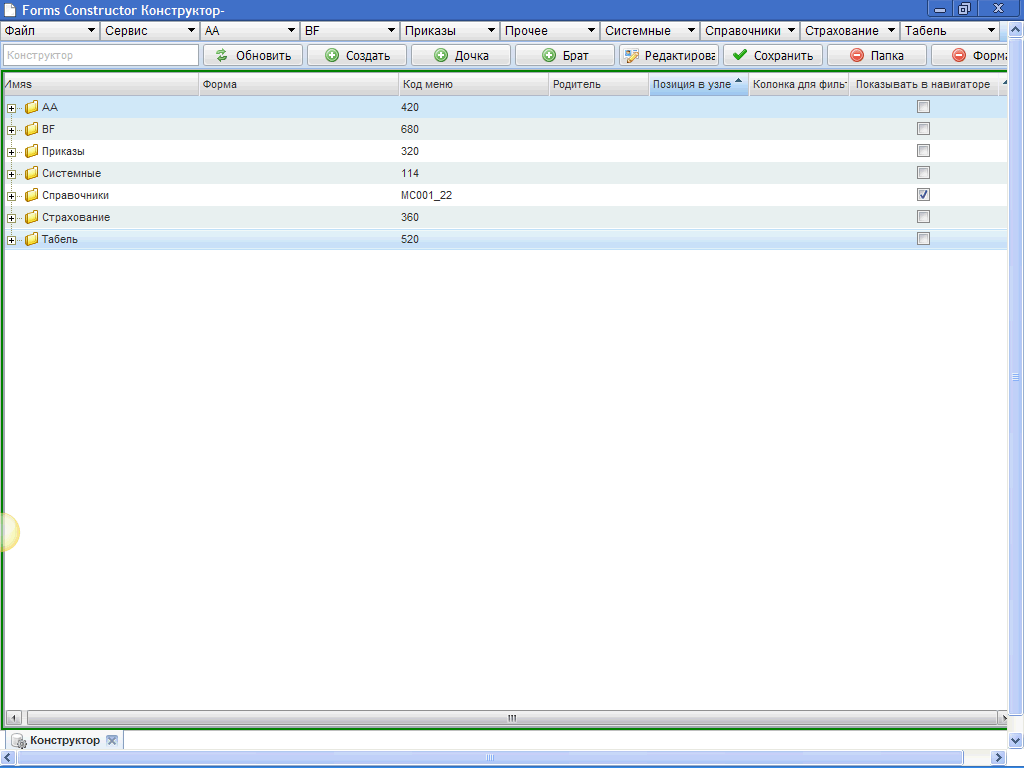 Forms Constructor Конструктор-
Файл Сервис AA BF Приказы Прочее Системные Справочники Страхование Табель
Конструктор Обновить Создать Дочка Брат Редактирова Сохранить Папка Форма
Имяs Форма Код меню Родитель Позиция в узле Колонка для фильт Показывать в навигаторе
AA 420
BF 680
Приказы 320
Системные 114
Справочники MC001_22
Страхование 360
Табель 520
Конструктор